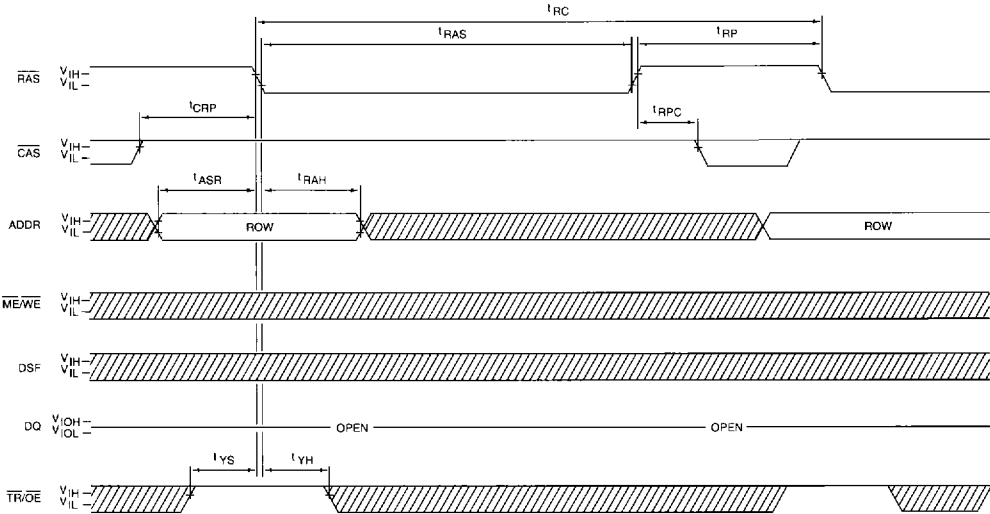 tRC
tRAS
tRP
RAS VIH
VIL
tCRP
tRPC
CAS VIH
VIL
tASR
tRAH
ADDR VIH
VIL
ROW
ROW
ME/WE VIH
VIL
DSF VIH
VIL
DQ VIOH
VIOL
OPEN
OPEN
tYS
tYH
TR/OE VIH
VIL